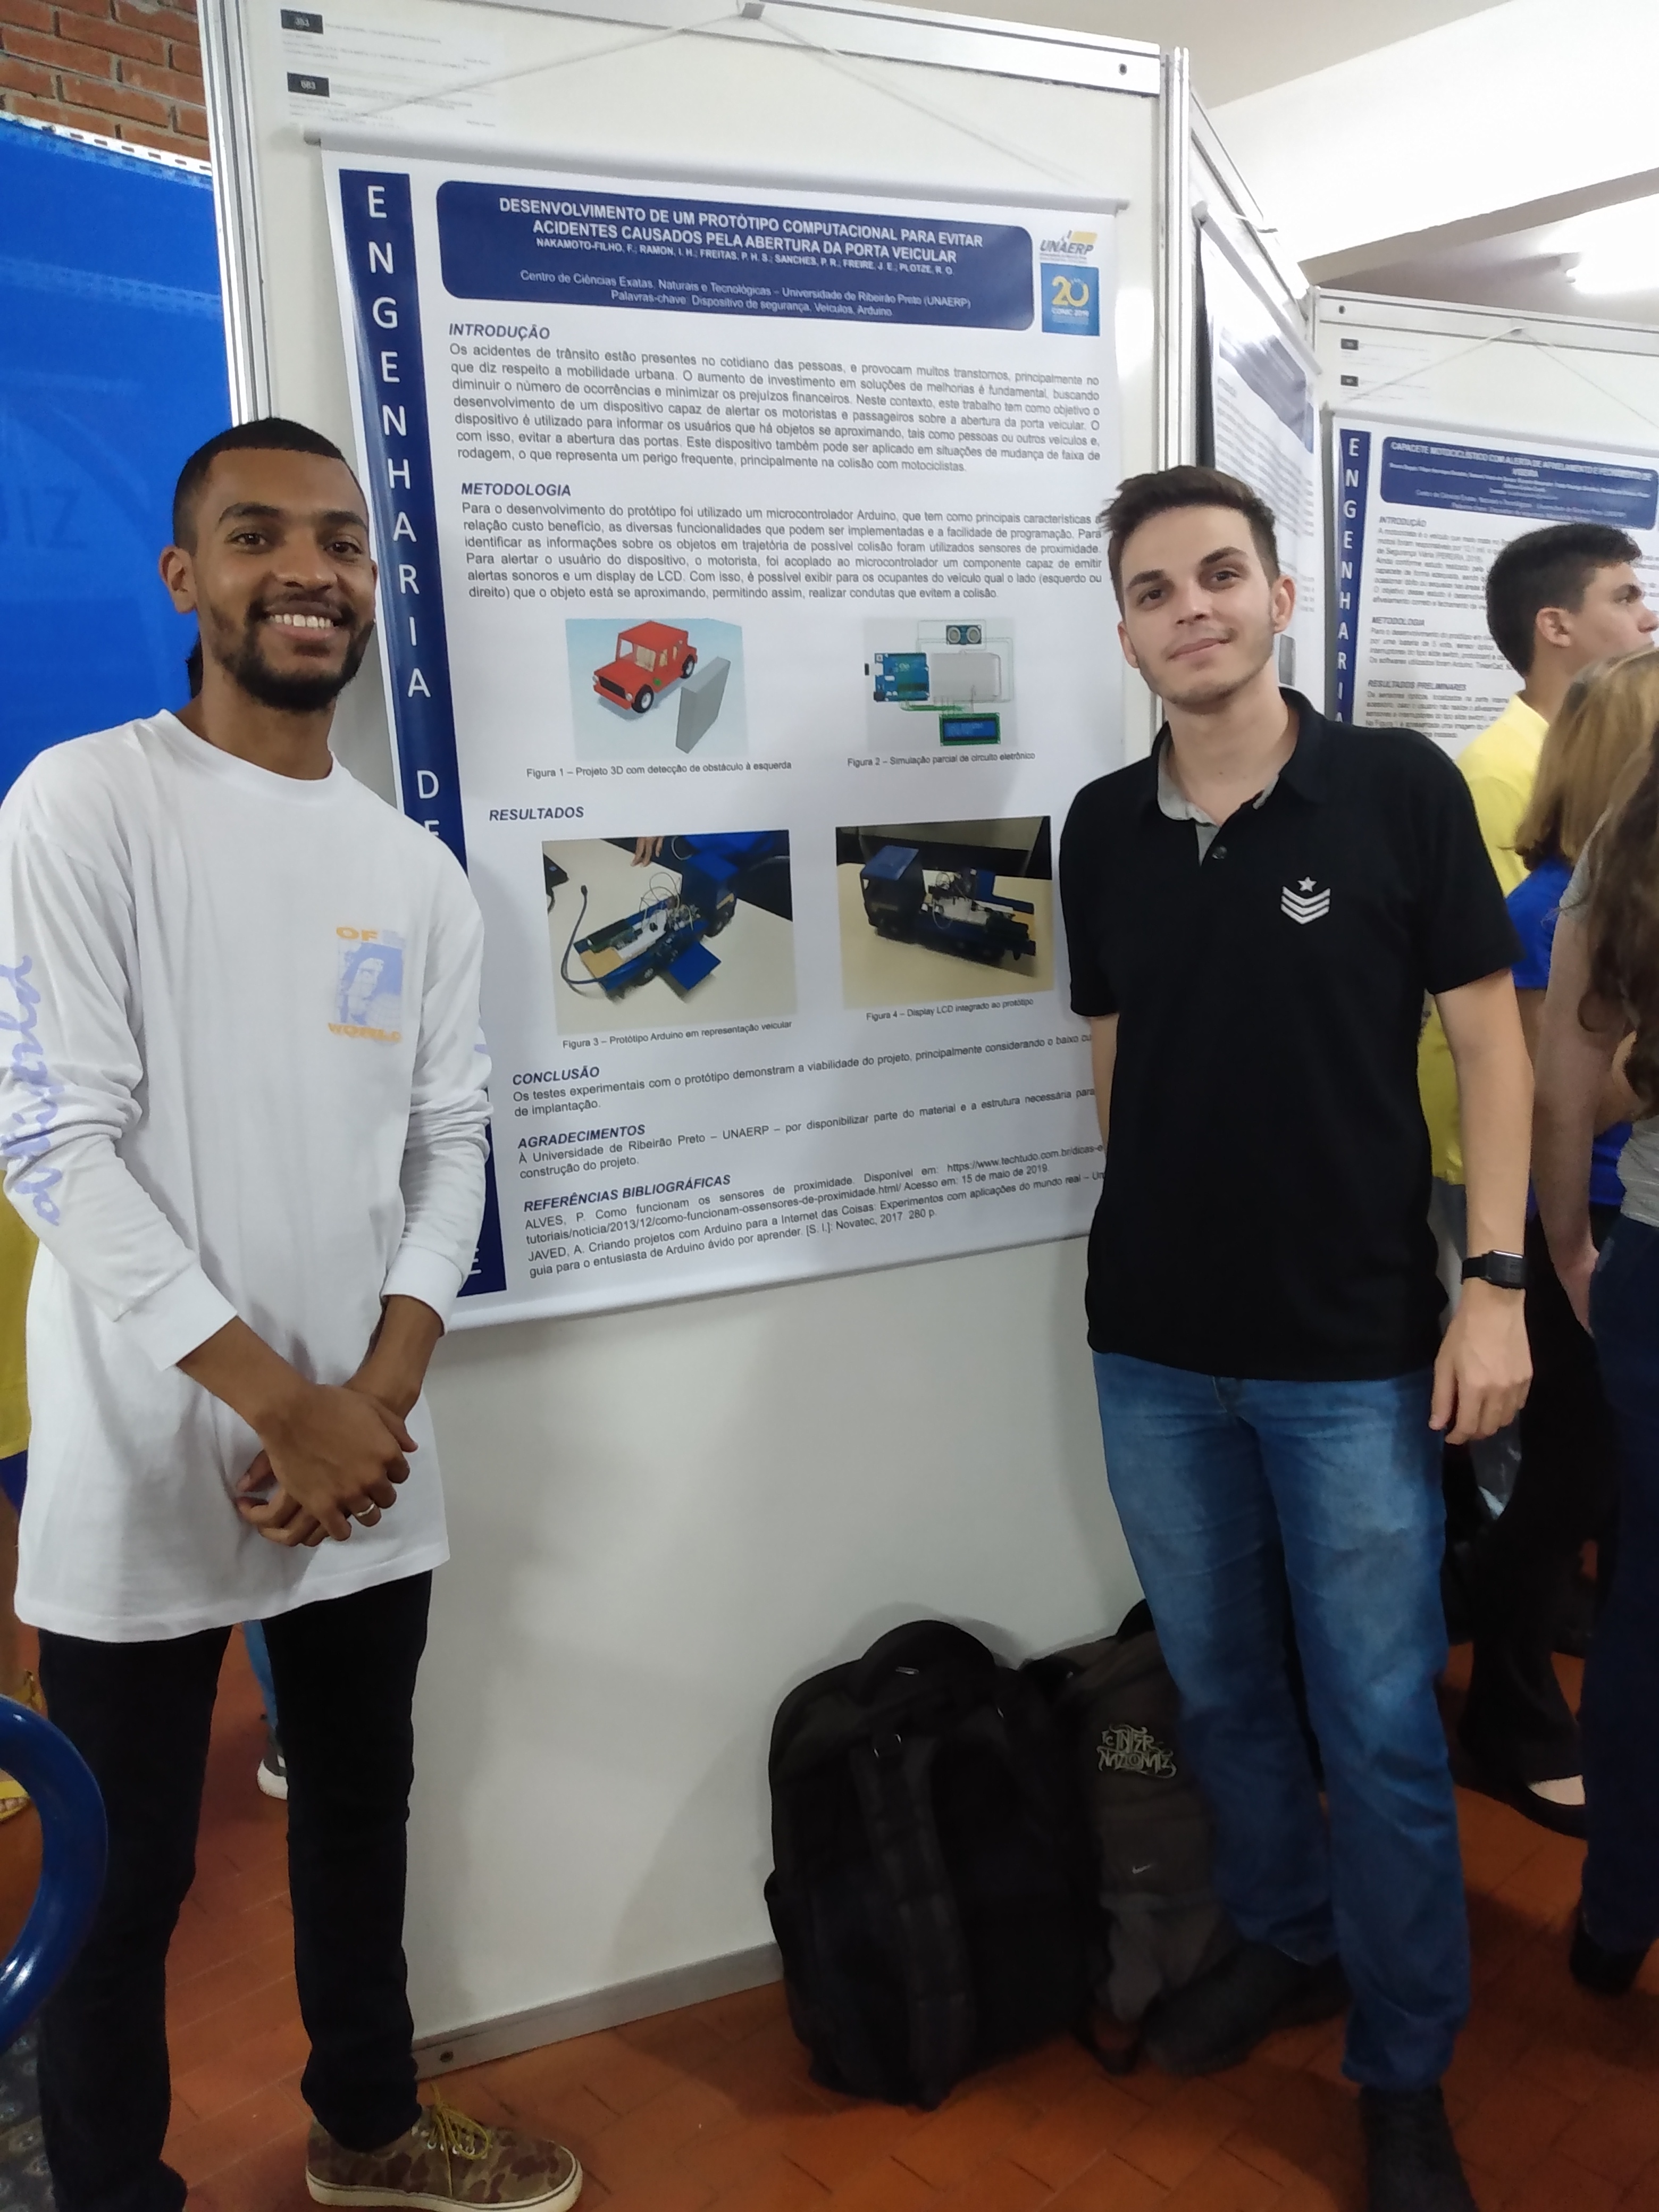 353
683
ENGENHARIA DE
DESENVOLVIMENTO DE UM PROTÓTIPO COMPUTACIONAL PARA EVITAR
ACIDENTES CAUSADOS PELA ABERTURA DA PORTA VEICULAR
NAKAMOTO-FILHO, F.; RAMON, I. H.; FREITAS, P. H. S.; SANCHES, P. R.; FREIRE, J. E.; PLOTZE, R. O.
Centro de Ciências Exatas, Naturais e Tecnológicas – Universidade de Ribeirão Preto (UNAERP)
Palavras-chave: Dispositivo de segurança, Veículos, Arduino
UNAERP
20
CONIC 2019
INTRODUÇÃO
Os acidentes de trânsito estão presentes no cotidiano das pessoas, e provocam muitos transtornos, principalmente no
que diz respeito a mobilidade urbana. O aumento de investimento em soluções de melhorias é fundamental, buscando
diminuir o número de ocorrências e minimizar os prejuízos financeiros. Neste contexto, este trabalho tem como objetivo o
desenvolvimento de um dispositivo capaz de alertar os motoristas e passageiros sobre a abertura da porta veicular. O
dispositivo é utilizado para informar os usuários que há objetos se aproximando, tais como pessoas ou outros veículos e,
com isso, evitar a abertura das portas. Este dispositivo também pode ser aplicado em situações de mudança de faixa de
rodagem, o que representa um perigo frequente, principalmente na colisão com motociclistas.
METODOLOGIA
Para o desenvolvimento do protótipo foi utilizado um microcontrolador Arduino, que tem como principais características a
relação custo benefício, as diversas funcionalidades que podem ser implementadas e a facilidade de programação. Para
identificar as informações sobre os objetos em trajetória de possível colisão foram utilizados sensores de proximidade.
Para alertar o usuário do dispositivo, o motorista, foi acoplado ao microcontrolador um componente capaz de emitir
alertas sonoros e um display de LCD. Com isso, é possível exibir para os ocupantes do veículo qual o lado (esquerdo ou
direito) que o objeto está se aproximando, permitindo assim, realizar condutas que evitem a colisão.
Figura 1 – Projeto 3D com detecção de obstáculo à esquerda
Figura 2 – Simulação parcial de circuito eletrônico
RESULTADOS
Figura 3 – Protótipo Arduino em representação veicular
Figura 4 – Display LCD integrado ao protótipo
CONCLUSÃO
Os testes experimentais com o protótipo demonstram a viabilidade do projeto, principalmente considerando o baixo
de implantação.
AGRADECIMENTOS
À Universidade de Ribeirão Preto – UNAERP – por disponibilizar parte do material e a estrutura necessária para
construção do projeto.
REFERÊNCIAS BIBLIOGRÁFICAS
ALVES, P. Como funcionam os sensores de proximidade. Disponível em: https://www.techtudo.com.br/dicas-e
tutoriais/noticia/2013/12/como-funcionam-ossensores-de-proximidade.html/ Acesso em: 15 de maio de 2019.
JAVED, A. Criando projetos com Arduino para a Internet das Coisas: Experimentos com aplicações do mundo real –
guia para o entusiasta de Arduino ávido por aprender. [S. l.]: Novatec, 2017. 280 p.
OF
WORLD
FC INTER
NAZIONALE
ENGENHARIA
CAPACETE MOTOCICLÍSTICO COM ALERTA DE AFIVELAMENTO E FECHAMENTO DE
VISEIRA
INTRODUÇÃO
METODOLOGIA
RESULTADOS PRELIMINARES